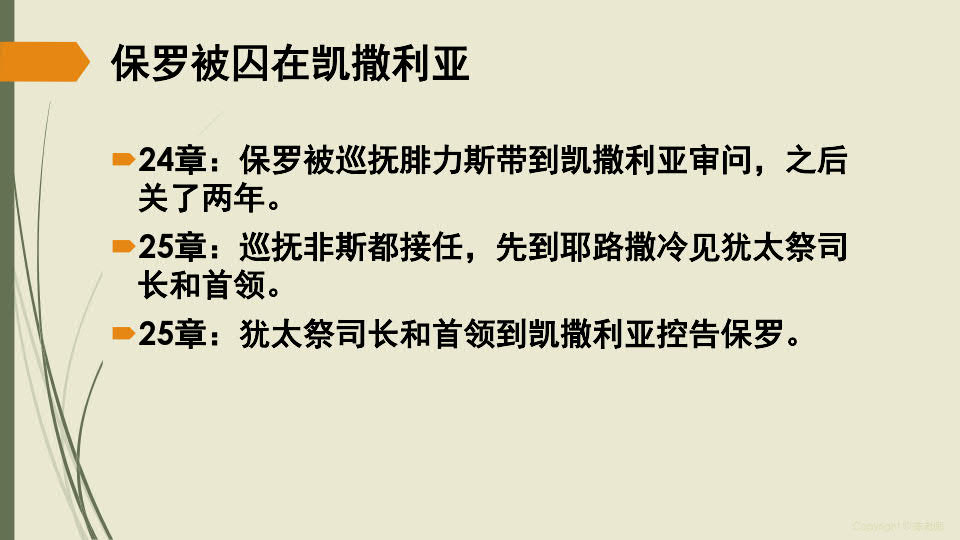 保罗被囚在凯撒利亚
24章：保罗被巡抚腓力斯带到凯撒利亚审问，之后
关了两年。
25章：巡抚非斯都接任，先到耶路撒冷见犹太祭司
长和首领。
25章：犹太祭司长和首领到凯撒利亚控告保罗。
Copyright